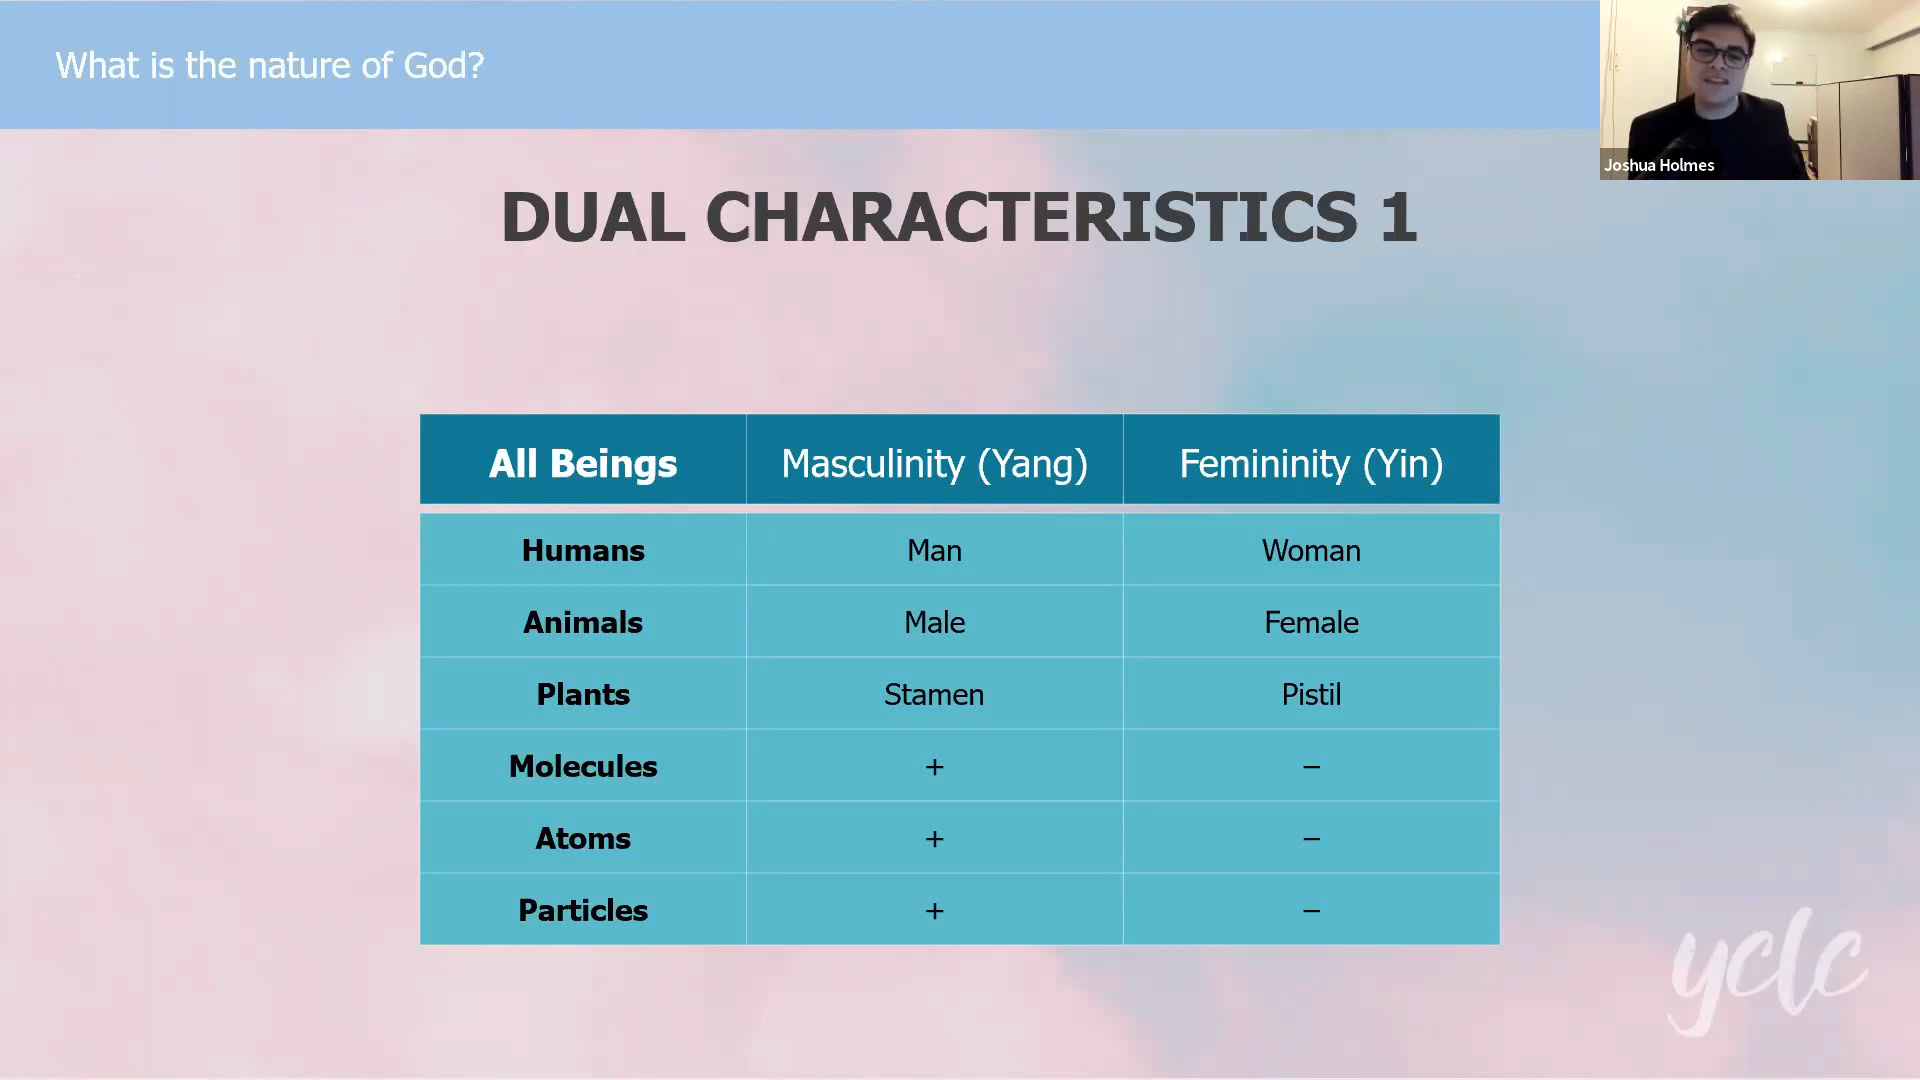 What is the nature of God?
Joshua Holmes
DUAL CHARACTERISTICS 1
All Beings Masculinity (Yang) Femininity (Yin)
Humans Man Woman
Animals Male Female
Plants Stamen Pistil
Molecules + −
Atoms + −
Particles + −
yclc